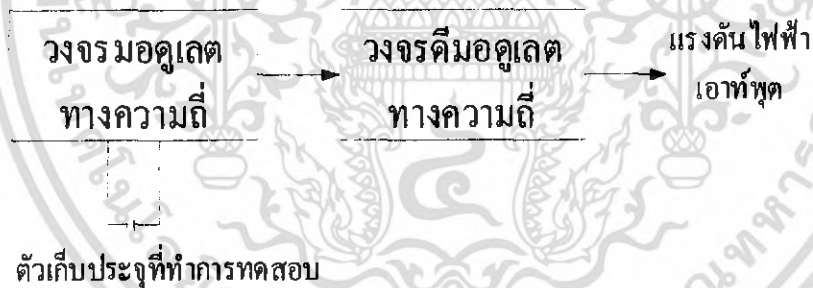 วงจรมอดูเลต
ทางความถี่
วงจรดีมอดูเลต
ทางความถี่
แรงดันไฟฟ้า
เอาท์พุต
ตัวเก็บประจุที่ทำการทดสอบ